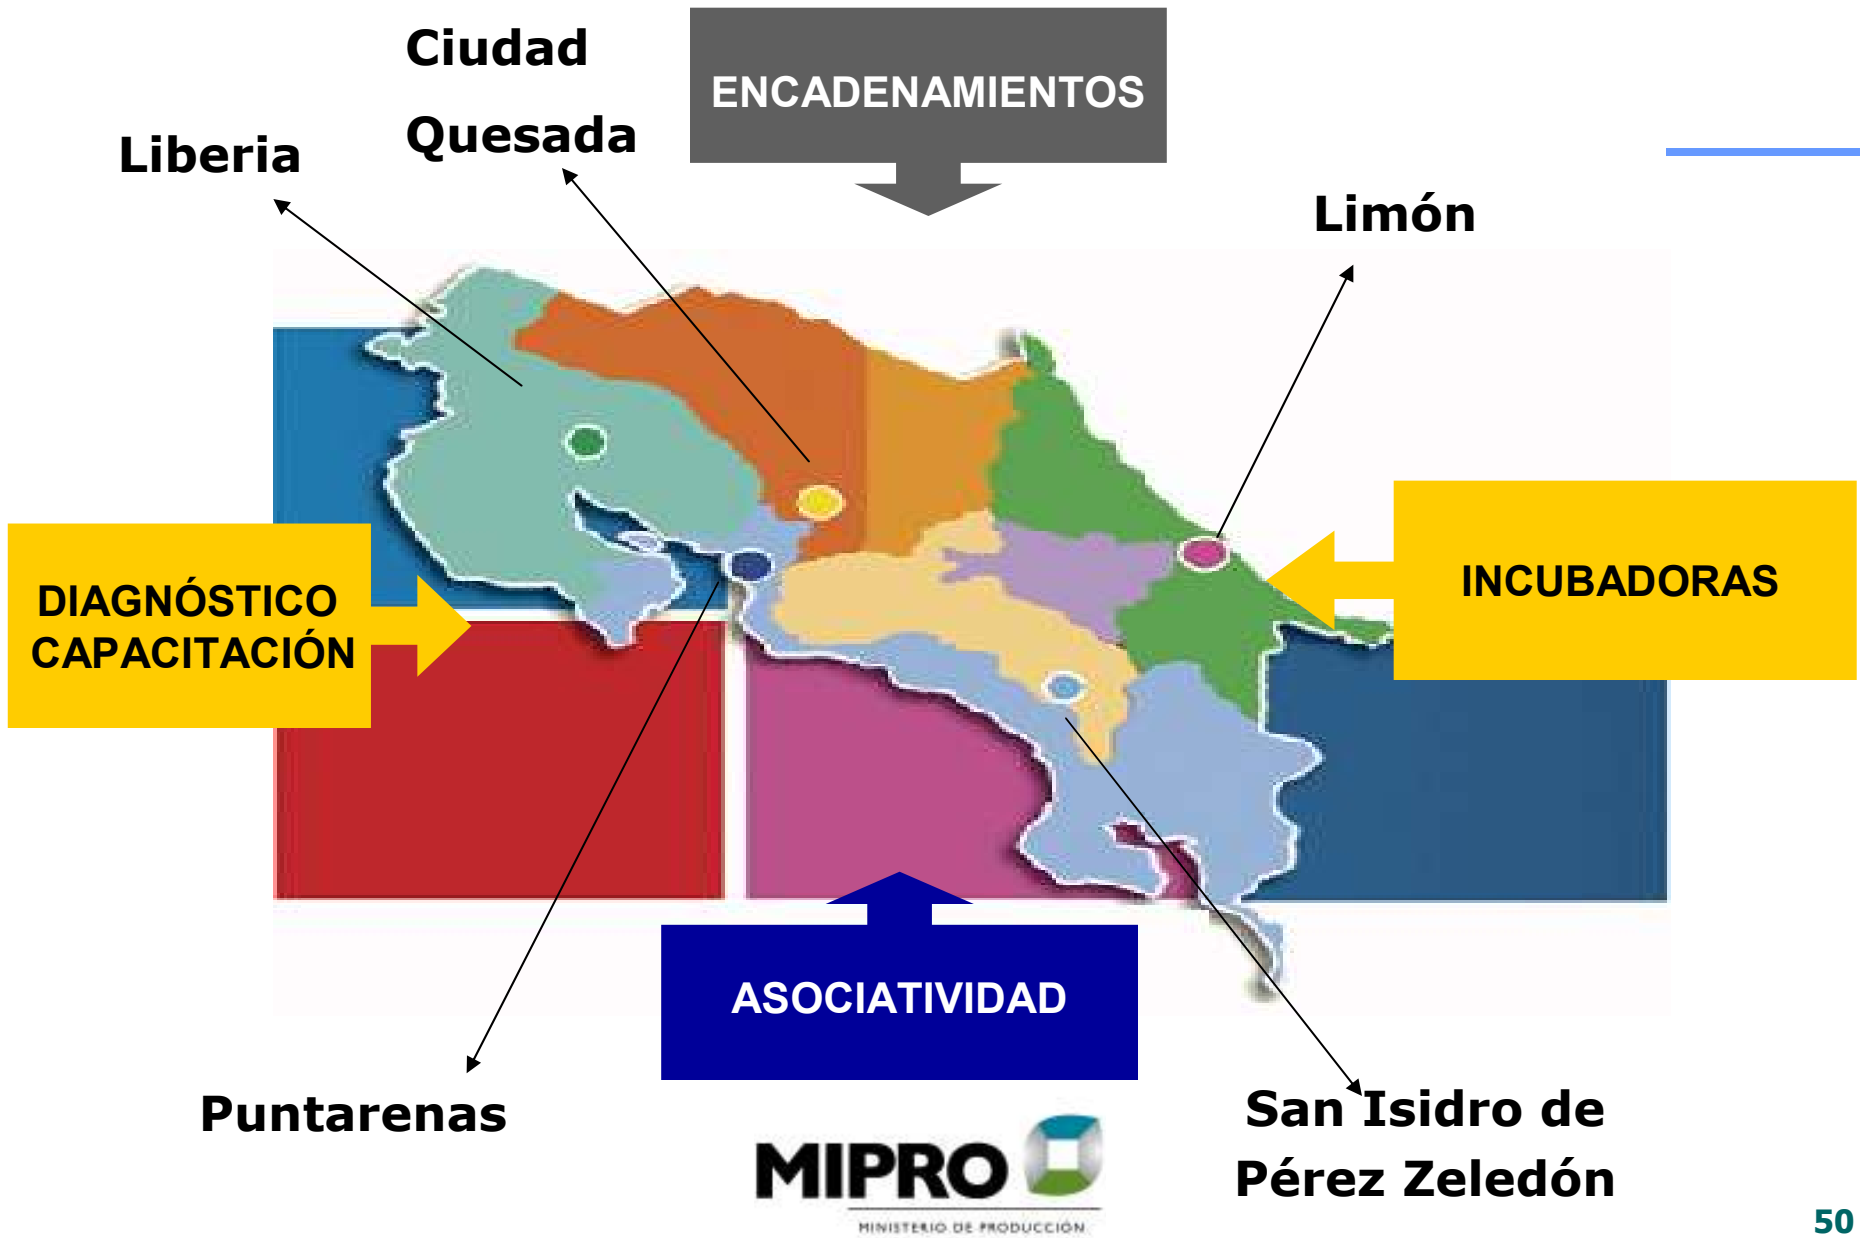 Ciudad
Quesada
ENCADENAMIENTOS
Liberia
Limón
DIAGNÓSTICO
CAPACITACIÓN
INCUBADORAS
ASOCIATIVIDAD
Puntarenas
San Isidro de
Pérez Zeledón
MIPRO
MINISTERIO DE PRODUCCIÓN
50